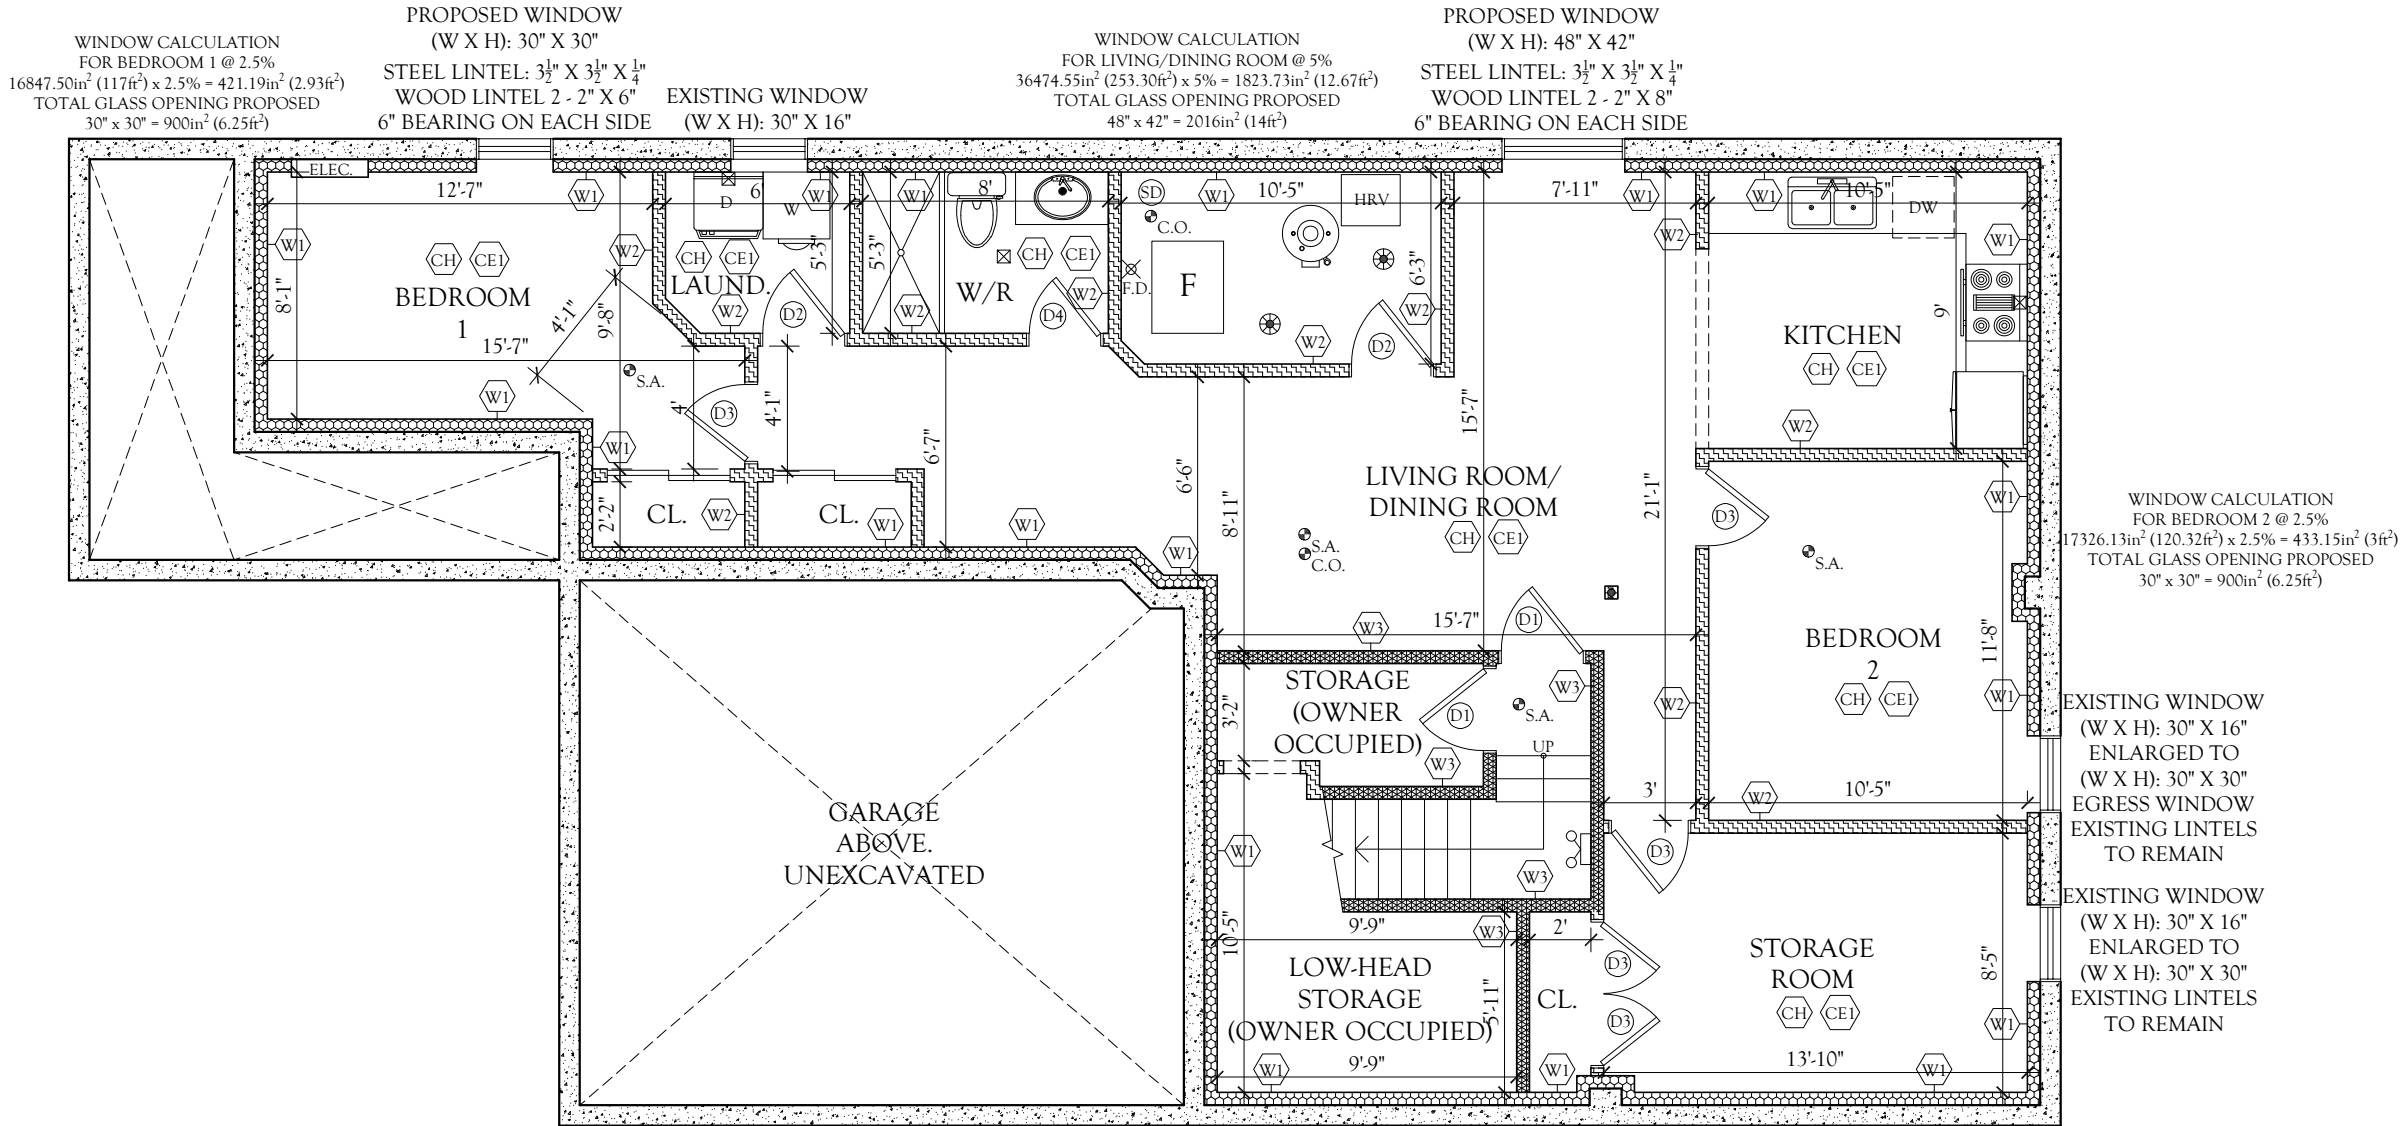 PROPOSED WINDOW
(W X H): 30" X 30"
STEEL LINTEL: 3½" X 3½" X ¼"
WOOD LINTEL 2 - 2" X 6"
6" BEARING ON EACH SIDE
WINDOW CALCULATION
FOR BEDROOM 1 @ 2.5%
16847.50in² (117ft²) x 2.5% = 421.19in² (2.93ft²)
TOTAL GLASS OPENING PROPOSED
30" x 30" = 900in² (6.25ft²)
EXISTING WINDOW
(W X H): 30" X 16"
WINDOW CALCULATION
FOR LIVING/DINING ROOM @ 5%
36474.55in² (253.30ft²) x 5% = 1823.73in² (12.67ft²)
TOTAL GLASS OPENING PROPOSED
48" x 42" = 2016in² (14ft²)
PROPOSED WINDOW
(W X H): 48" X 42"
STEEL LINTEL: 3½" X 3½" X ¼"
WOOD LINTEL 2 - 2" X 8"
6" BEARING ON EACH SIDE
ELEC.
12'-7"
W1
W1
8'-1"
CH
CE1
BEDROOM
1
15'-7"
4'-1"
9'-8"
W2
W1
S.A.
W1
D3
4'
4'-1"
2'-2"
CL.
W2
CL.
W1
6'-7"
W1
D
6'
W
W1
CH
CE1
LAUND.
W2
D2
5'-3"
5'-3"
W1
W2
8'
CH
CE1
W/R
W2
D4
SD
C.O.
W1
10'-5"
HRV
F.D.
F
6'-3"
W2
W2
D2
7'-11"
W1
W2
W1
10'-5"
DW
W1
9'
KITCHEN
CH
CE1
W2
15'-7"
6'-6"
8'-11"
W1
LIVING ROOM/
DINING ROOM
CH
CE1
S.A.
C.O.
21'-1"
D3
W1
S.A.
WINDOW CALCULATION
FOR BEDROOM 2 @ 2.5%
17326.13in² (120.32ft²) x 2.5% = 433.15in² (3ft²)
TOTAL GLASS OPENING PROPOSED
30" x 30" = 900in² (6.25ft²)
W3
15'-7"
D1
BEDROOM
2
CH
CE1
11'-8"
W1
W2
STORAGE
(OWNER
OCCUPIED)
3'-2"
W3
D1
S.A.
W3
UP
3'
W2
10'-5"
EXISTING WINDOW
(W X H): 30" X 16"
ENLARGED TO
(W X H): 30" X 30"
EGRESS WINDOW
EXISTING LINTELS
TO REMAIN
GARAGE
ABOVE.
UNEXCAVATED
W1
D3
W3
9'-9"
W3
2'
10'-5"
LOW-HEAD
STORAGE
(OWNER OCCUPIED)
5'-11"
9'-9"
W1
CL.
D3
D3
W1
STORAGE
ROOM
CH
CE1
8'-5"
W1
13'-10"
W1
EXISTING WINDOW
(W X H): 30" X 16"
ENLARGED TO
(W X H): 30" X 30"
EXISTING LINTELS
TO REMAIN